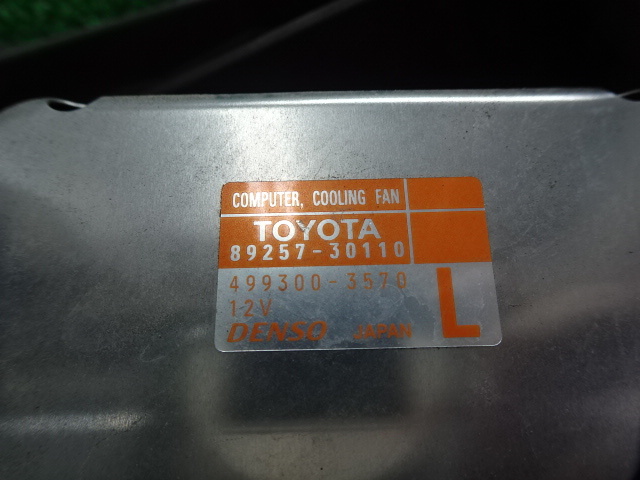 COMPUTER, COOLING FAN
TOYOTA
89257-30110
499300-3570
12V
DENSO JAPAN L